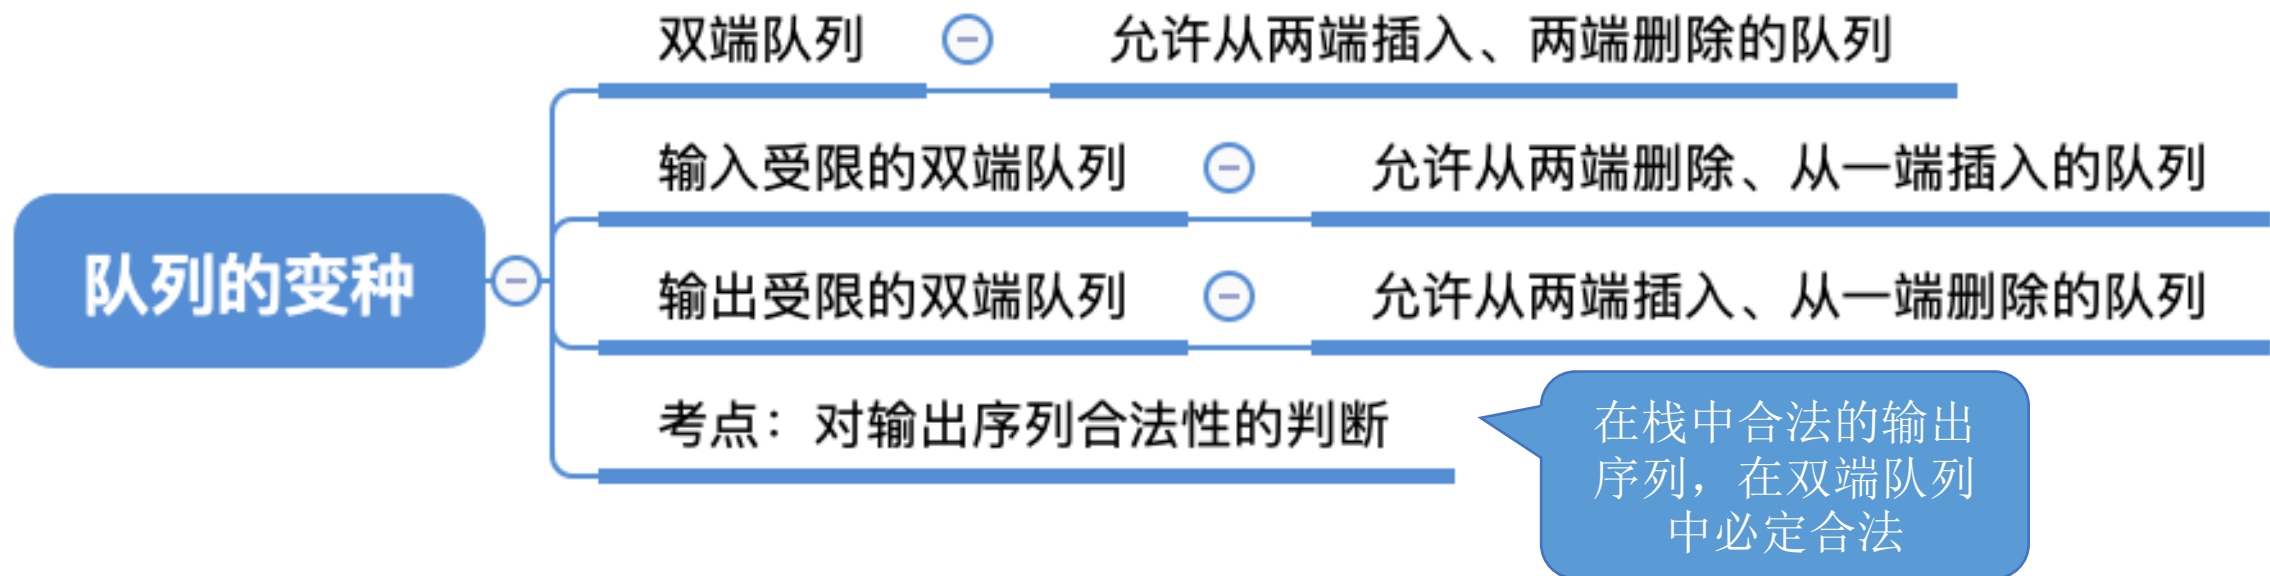 双端队列 允许从两端插入、两端删除的队列
输入受限的双端队列 允许从两端删除、从一端插入的队列
队列的变种
输出受限的双端队列 允许从两端插入、从一端删除的队列
考点：对输出序列合法性的判断
在栈中合法的输出
序列，在双端队列
中必定合法